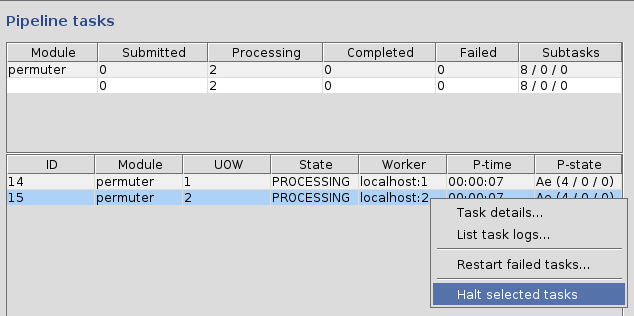 Pipeline tasks
Module Submitted Processing Completed Failed Subtasks
permuter 0 2 0 0 8 / 0 / 0
0 2 0 0 8 / 0 / 0
ID Module UOW State Worker P-time P-state
14 permuter 1 PROCESSING localhost:1 00:00:07 Ae (4 / 0 / 0)
15 permuter 2 PROCESSING localhost:2 00:00:07 Ae (4 / 0 / 0)
Task details...
List task logs...
Restart failed tasks...
Halt selected tasks